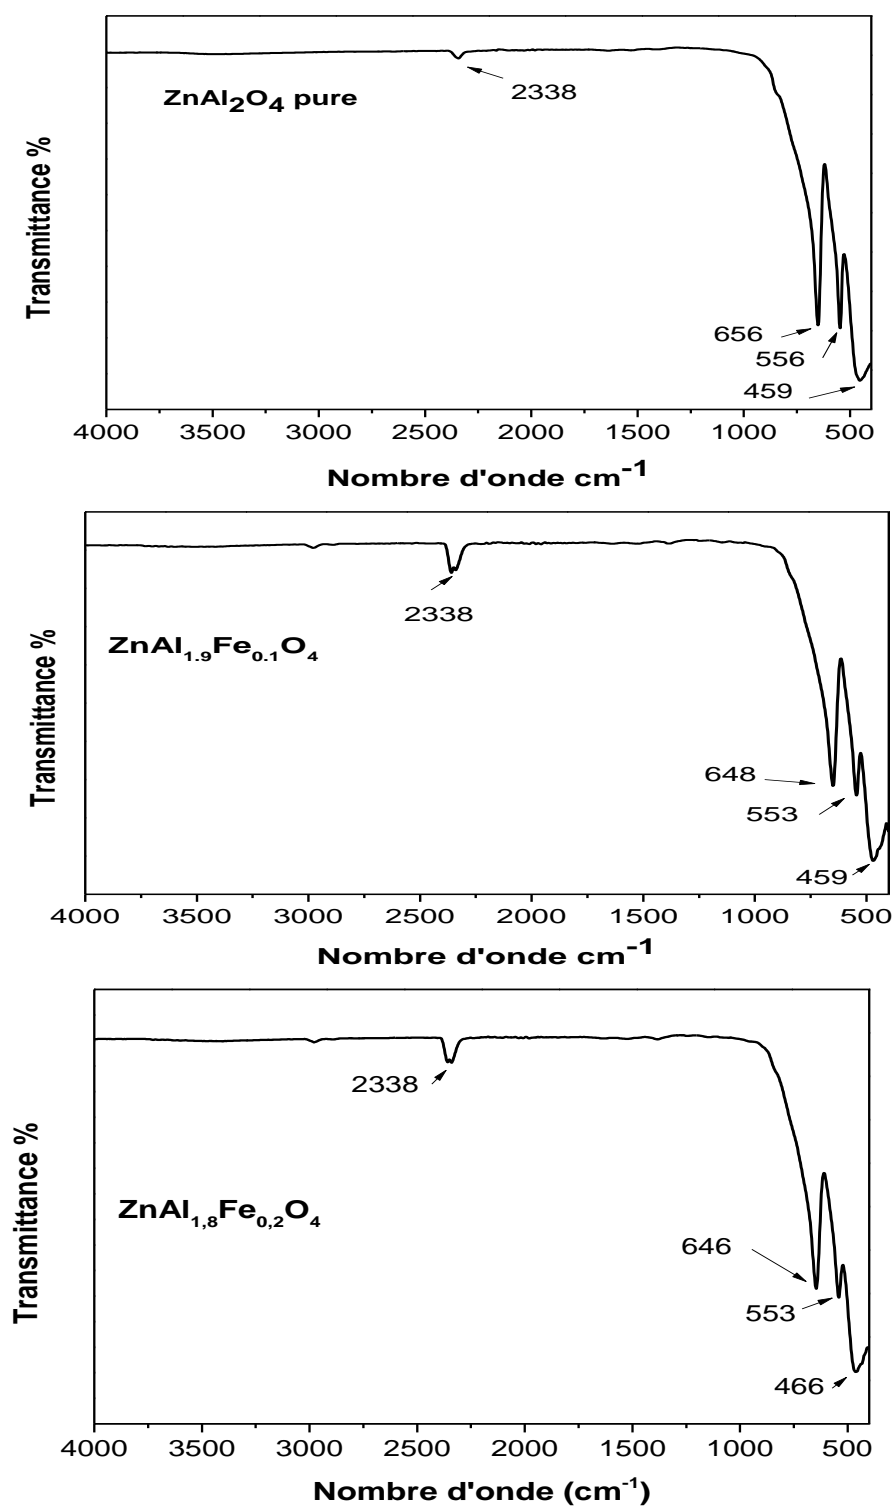 Transmittance %
ZnAl2O4 pure
2338
656
556
459
4000 3500 3000 2500 2000 1500 1000 500
Nombre d'onde cm-1
Transmittance %
2338
ZnAl1.9Fe0.1O4
648
553
459
4000 3500 3000 2500 2000 1500 1000 500
Nombre d'onde cm-1
Transmittance %
2338
ZnAl1,8Fe0,2O4
646
553
466
4000 3500 3000 2500 2000 1500 1000 500
Nombre d'onde (cm-1)